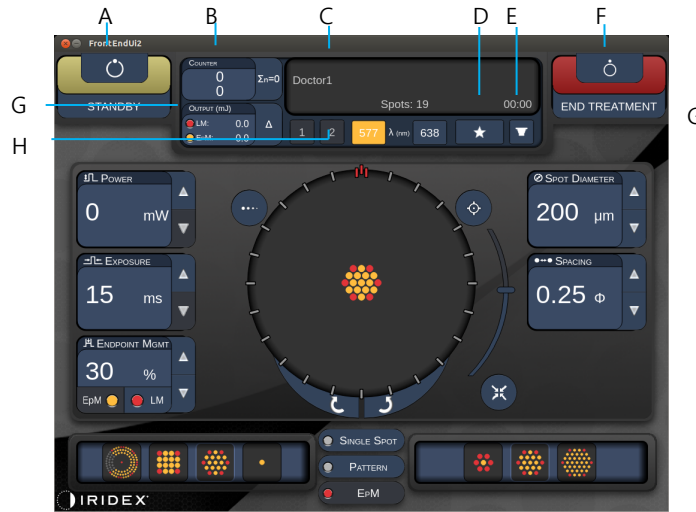 A
B
C
D
E
F
G
H
FrontEndUi2
STANDBY
COUNTER
0
0
Σn=0
OUTPUT (mJ)
LM: 0.0
EPM: 0.0
Δ
Doctor1
Spots: 19
00:00
1 2 577 λ (nm) 638
END TREATMENT
POWER
0 mW
EXPOSURE
15 ms
ENDPOINT MGMT
30 %
EpM LM
SPOT DIAMETER
200 μm
SPACING
0.25 Φ
SINGLE SPOT
PATTERN
EPM
IRIDEX